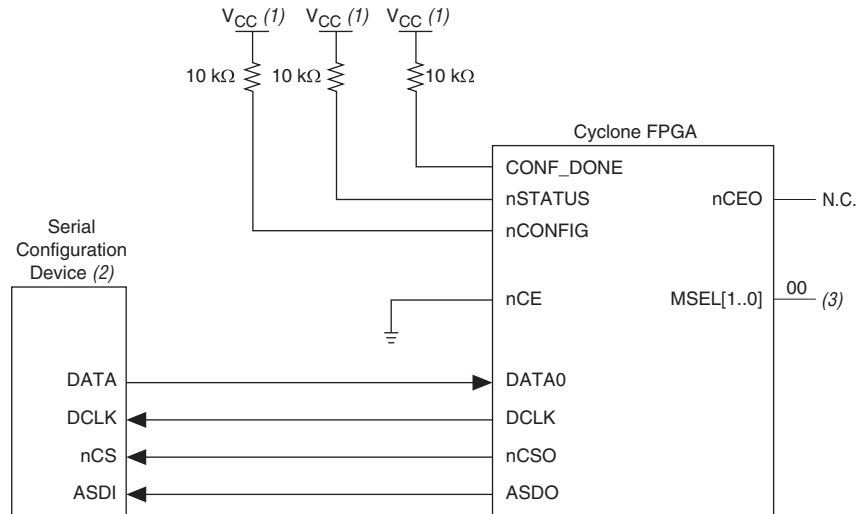 VCC (1) VCC (1) VCC (1)
10 kΩ 10 kΩ 10 kΩ
Cyclone FPGA
CONF_DONE
nSTATUS nCEO N.C.
nCONFIG
Serial
Configuration
Device (2)
nCE MSEL[1..0] 00 (3)
DATA DATA0
DCLK DCLK
nCS nCSO
ASDI ASDO